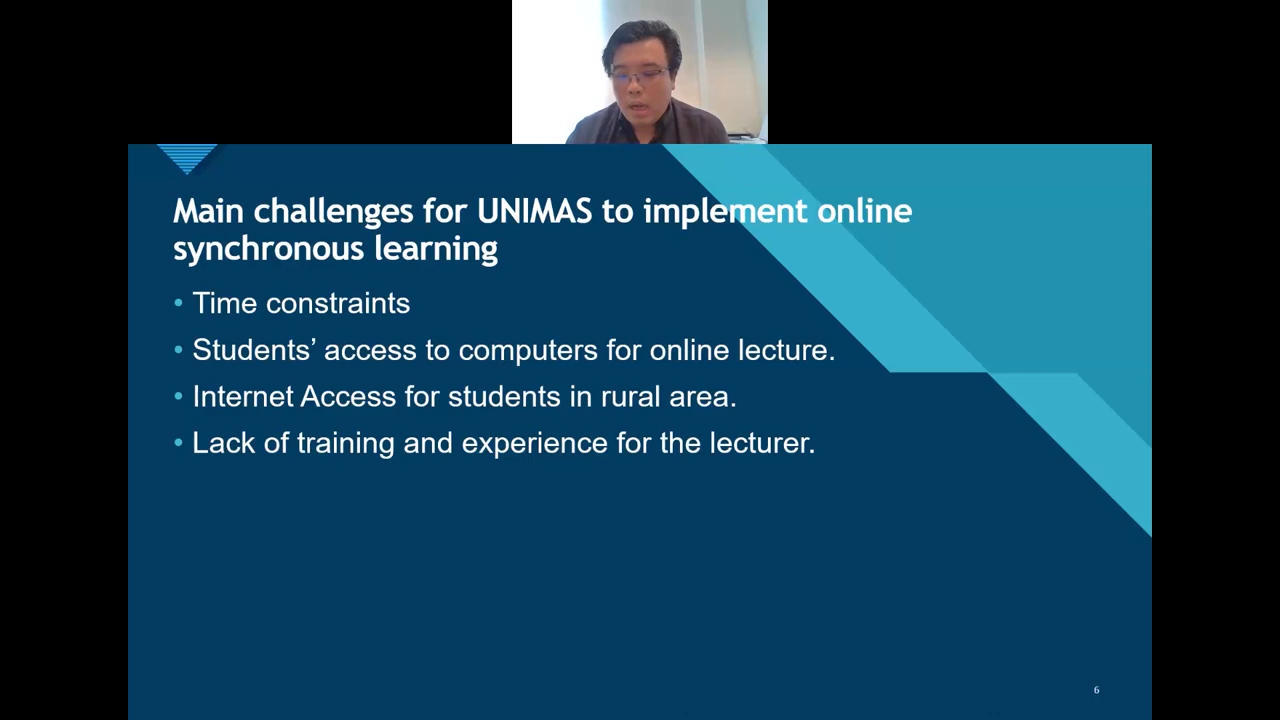 Main challenges for UNIMAS to implement online
synchronous learning
• Time constraints
• Students’ access to computers for online lecture.
• Internet Access for students in rural area.
• Lack of training and experience for the lecturer.
6